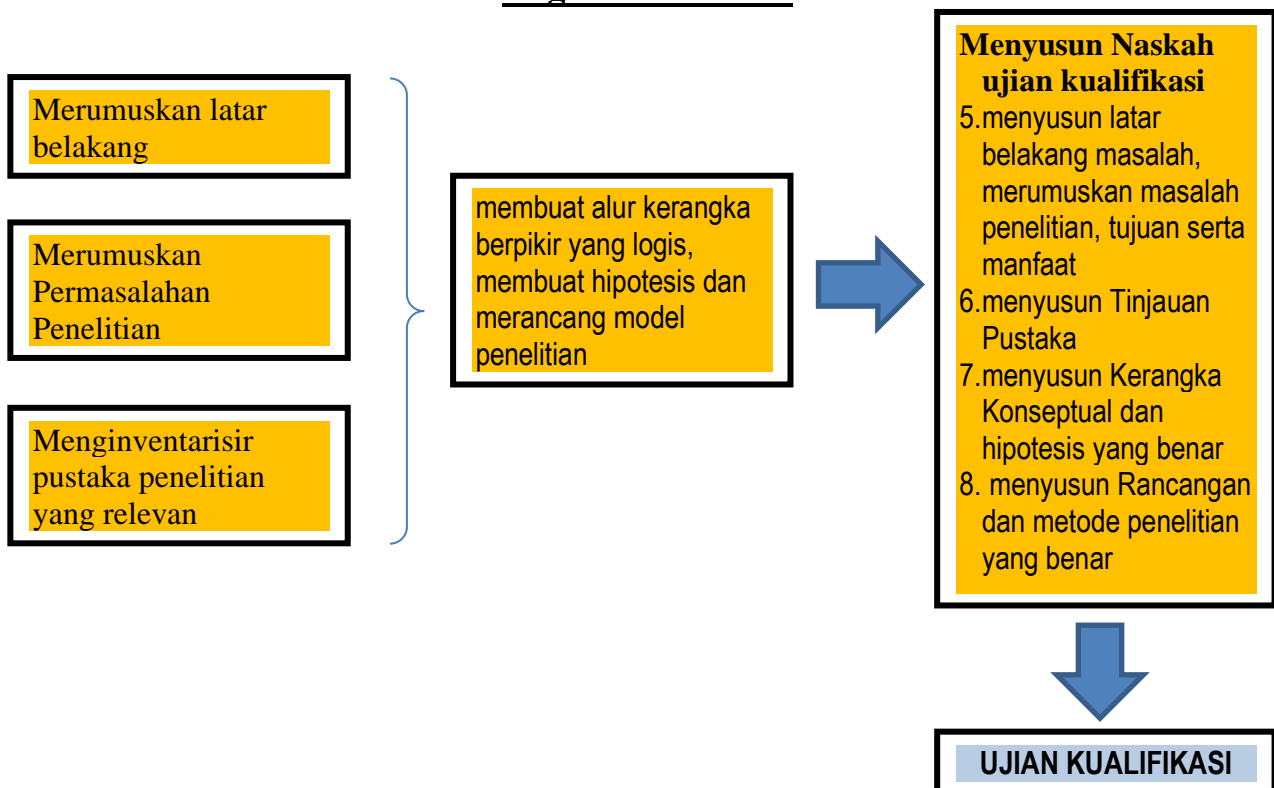 Merumuskan latar
belakang
Merumuskan
Permasalahan
Penelitian
Menginventarisir
pustaka penelitian
yang relevan
membuat alur kerangka
berpikir yang logis,
membuat hipotesis dan
merancang model
penelitian
Menyusun Naskah
ujian kualifikasi
5.menyusun latar
belakang masalah,
merumuskan masalah
penelitian, tujuan serta
manfaat
6.menyusun Tinjauan
Pustaka
7.menyusun Kerangka
Konseptual dan
hipotesis yang benar
8. menyusun Rancangan
dan metode penelitian
yang benar
UJIAN KUALIFIKASI